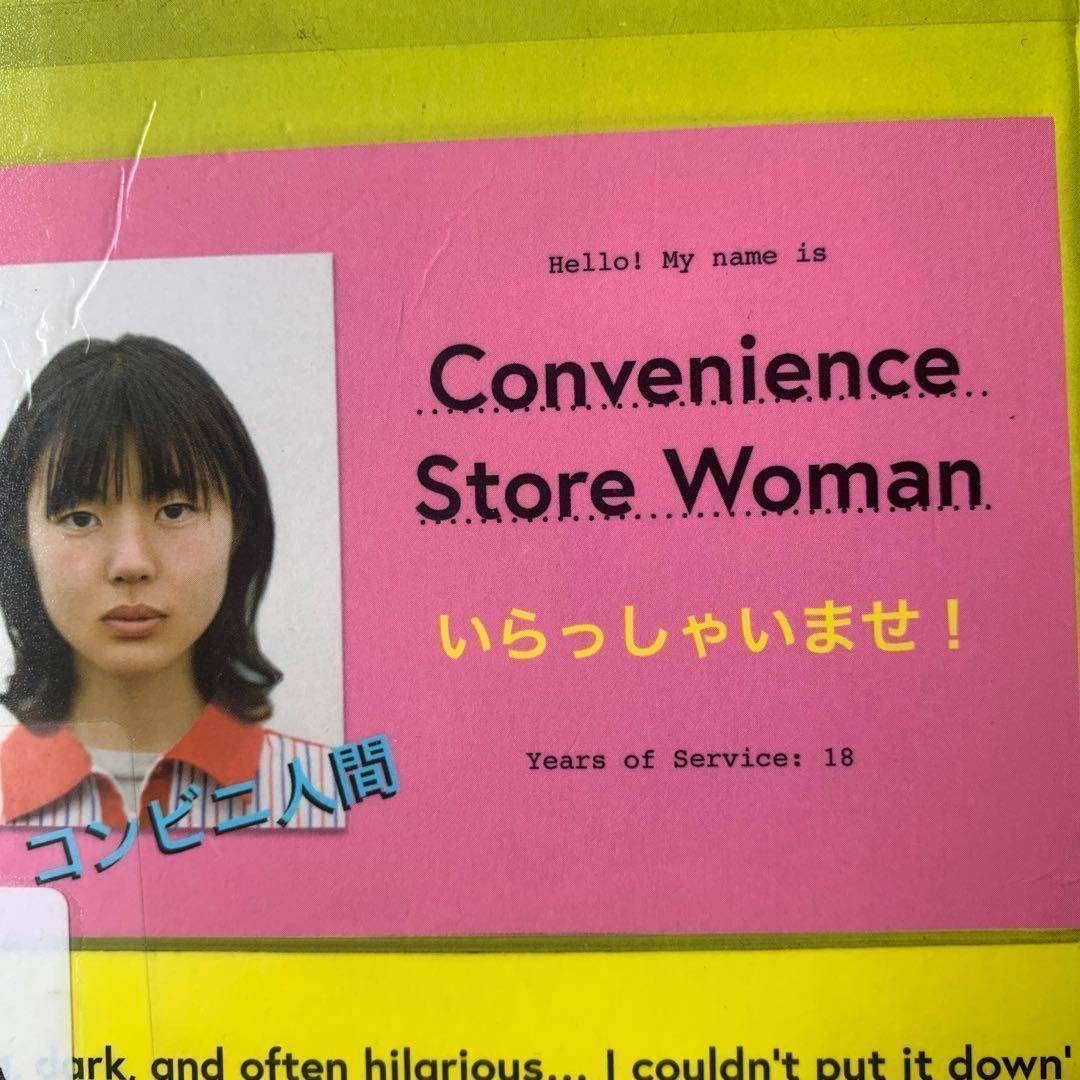 Hello! My name is
Convenience
Store Woman
いらっしゃいませ！
Years of Service: 18
コンビニ人間
dark, and often hilarious... I couldn't put it down'